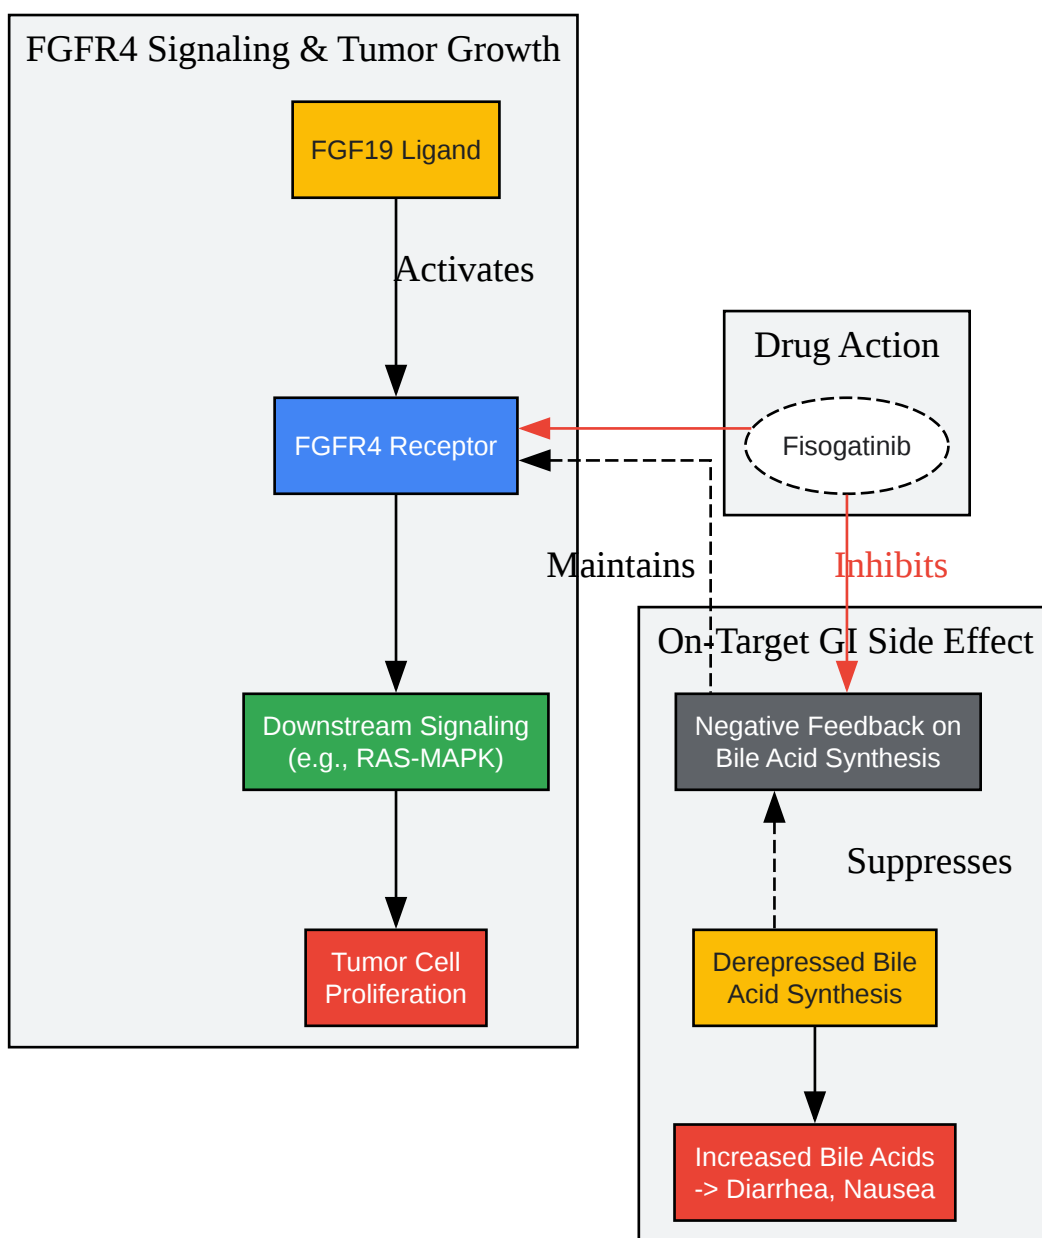 FGFR4 Signaling & Tumor Growth
FGF19 Ligand
Activates
FGFR4 Receptor
Downstream Signaling
(e.g., RAS-MAPK)
Tumor Cell
Proliferation
Drug Action
Fisogatinib
Maintains
Inhibits
On-Target GI Side Effect
Negative Feedback on
Bile Acid Synthesis
Suppresses
Derepressed Bile
Acid Synthesis
Increased Bile Acids
-> Diarrhea, Nausea